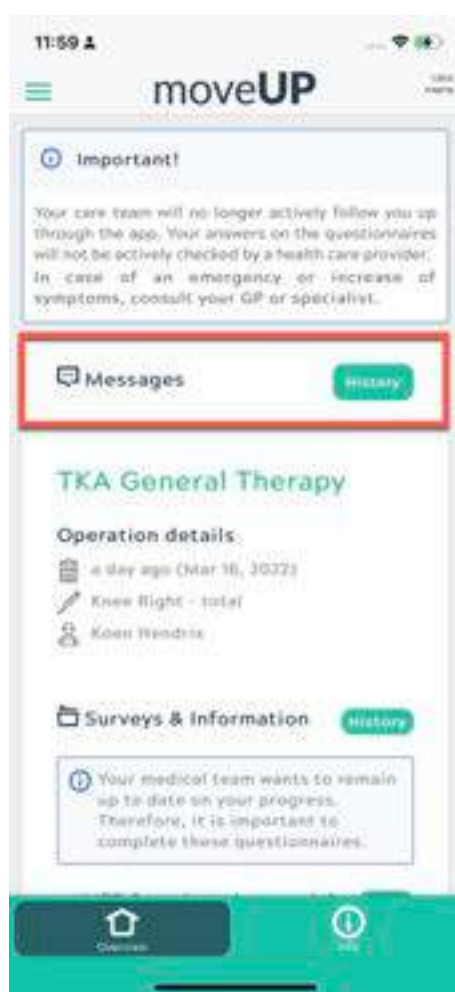 11:59
moveUP
Important!
Your care team will no longer actively follow you up
through the app. Your answers on the questionnaires
will not be actively checked by a health care provider.
In case of an emergency or increase of
symptoms, consult your GP or specialist.
Messages
History
TKA General Therapy
Operation details
a day ago (Mar 16, 2022)
Knee Right - total
Koen Hendrix
Surveys & Information
History
Your medical team wants to remain
up to date on your progress.
Therefore, it is important to
complete these questionnaires.
Overview
Info